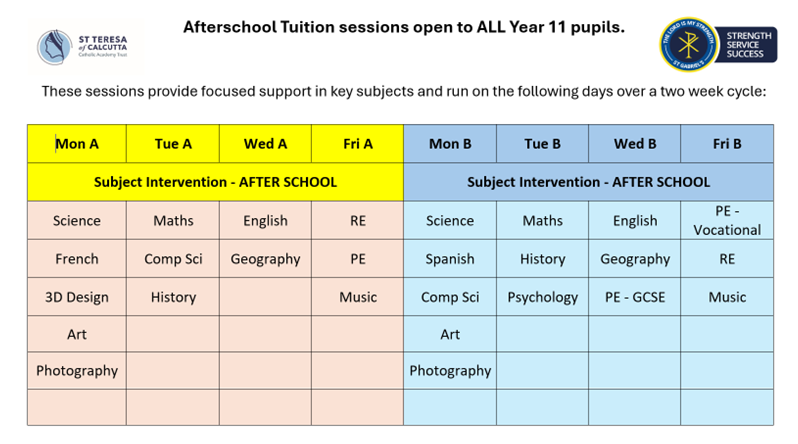 Afterschool Tuition sessions open to ALL Year 11 pupils.
ST TERESA
of CALCUTTA
Catholic Academy Trust
THE LORD IS MY STRENGTH
ST GABRIEL'S
STRENGTH
SERVICE
SUCCESS
These sessions provide focused support in key subjects and run on the following days over a two week cycle:
Mon A Tue A Wed A Fri A Mon B Tue B Wed B Fri B
Subject Intervention - AFTER SCHOOL Subject Intervention - AFTER SCHOOL
Science Maths English RE Science Maths English PE - Vocational
French Comp Sci Geography PE Spanish History Geography RE
3D Design History Music Comp Sci Psychology PE - GCSE Music
Art Art
Photography Photography